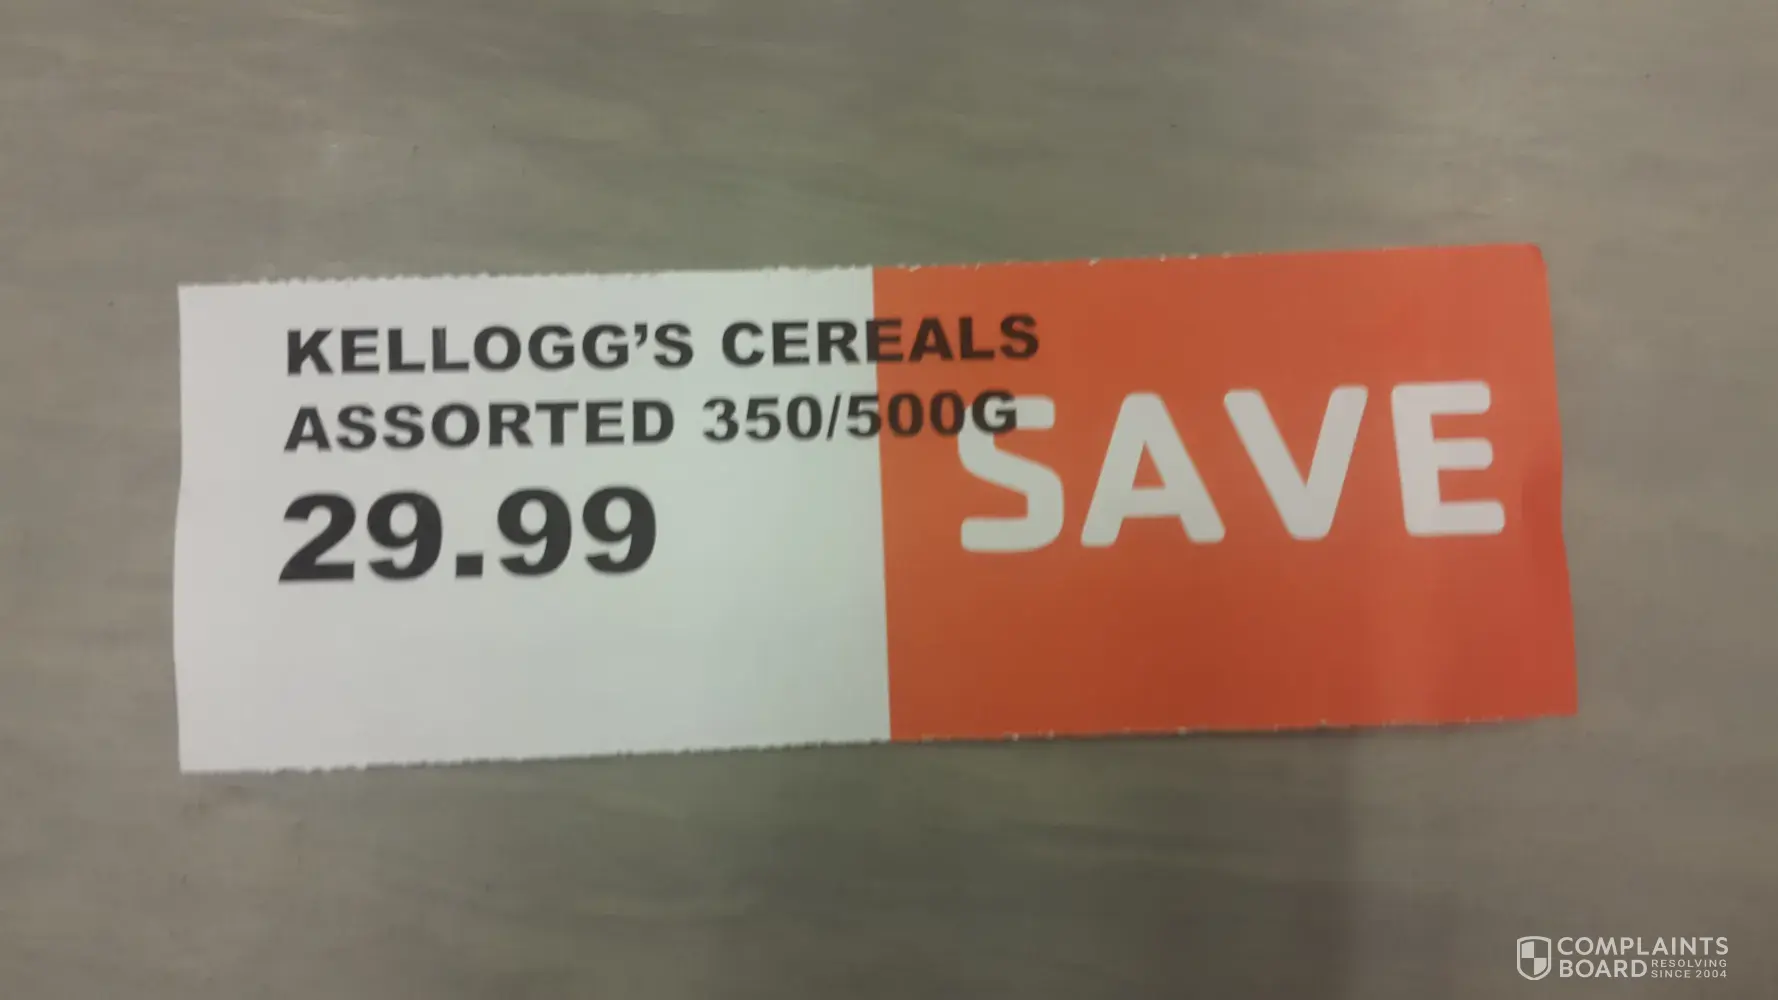 KELLOGG'S CEREALS
ASSORTED 350/500G
29.99
SAVE
COMPLAINTS
BOARD RESOLVING
SINCE 2004